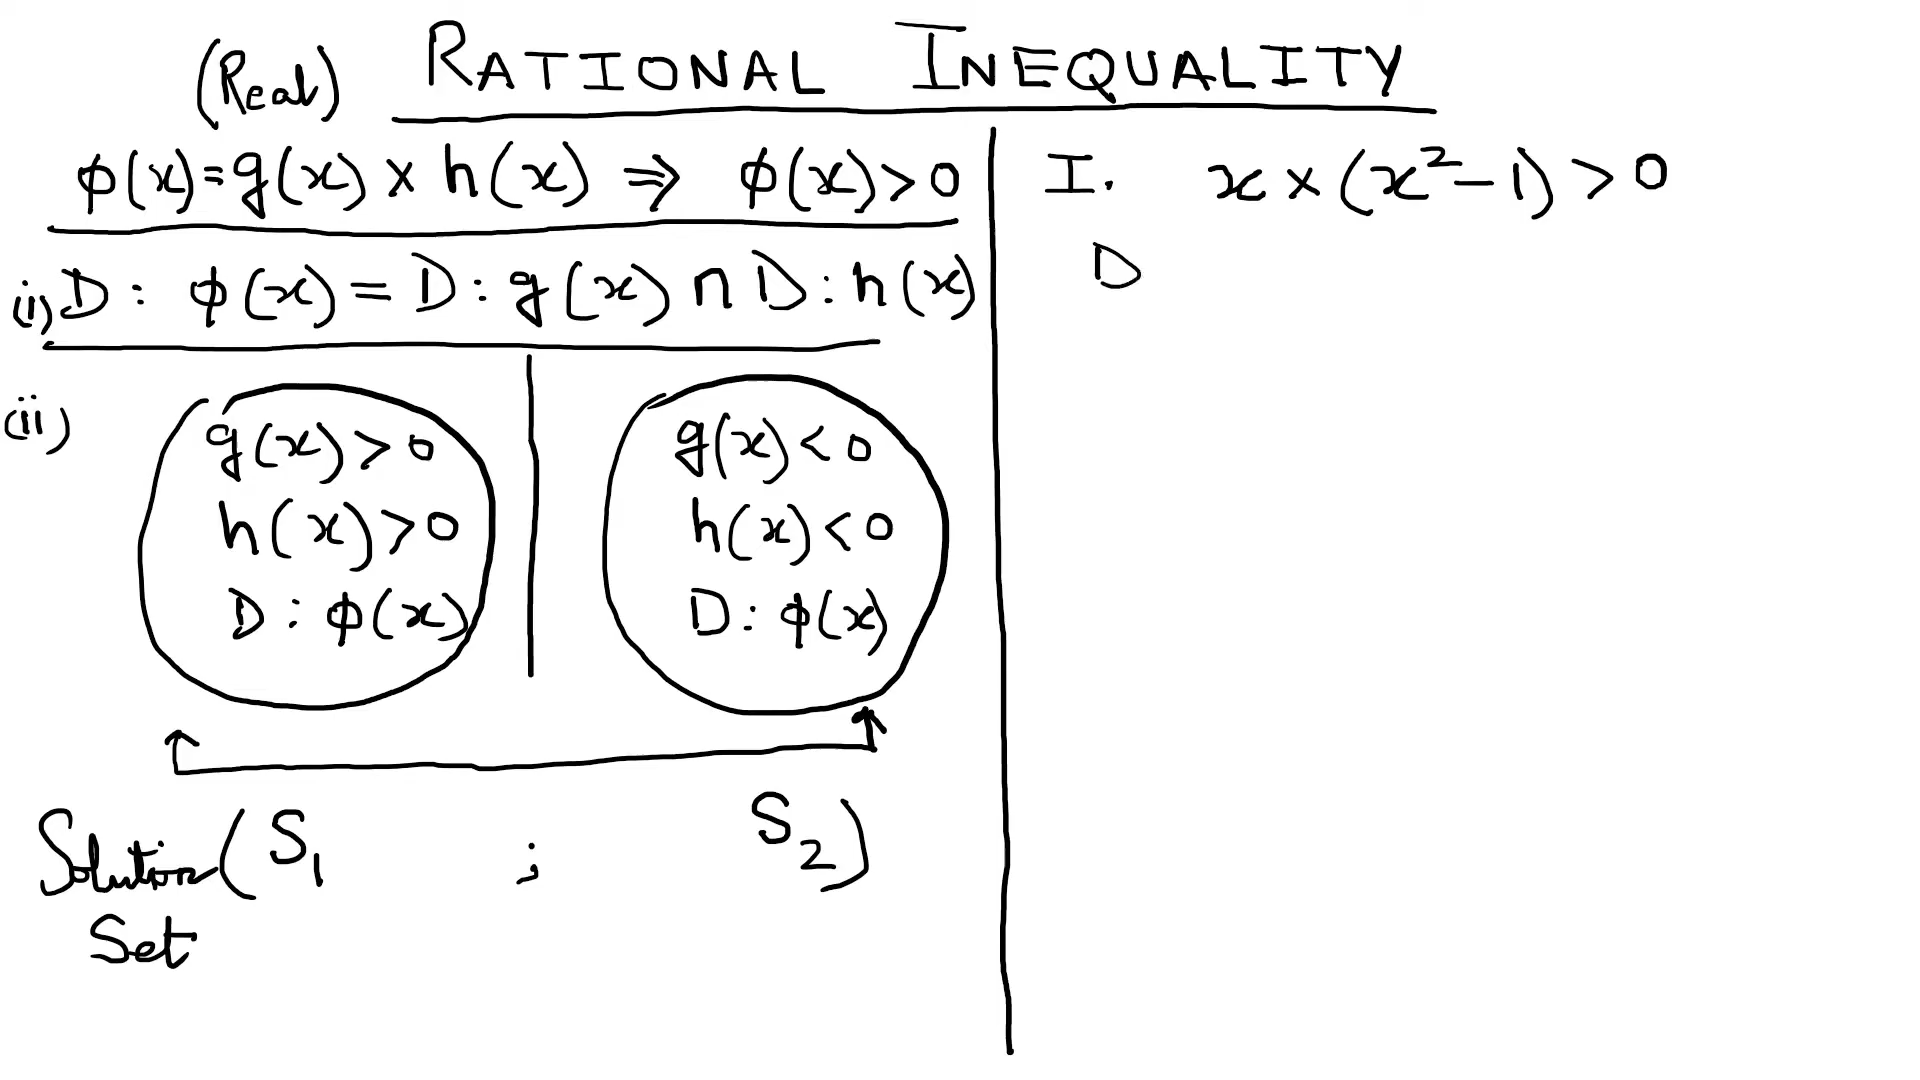 (Real) RATIONAL INEQUALITY
φ(x)=g(x) × h(x) ⇒ φ(x)>0
(i) D: φ(x) = D: g(x) ∩ D: h(x)
(ii)
g(x)>0
h(x)>0
D: φ(x)
g(x)<0
h(x)<0
D: φ(x)
Solution (S₁ ; S₂)
Set
I. x × (x²-1) > 0
D